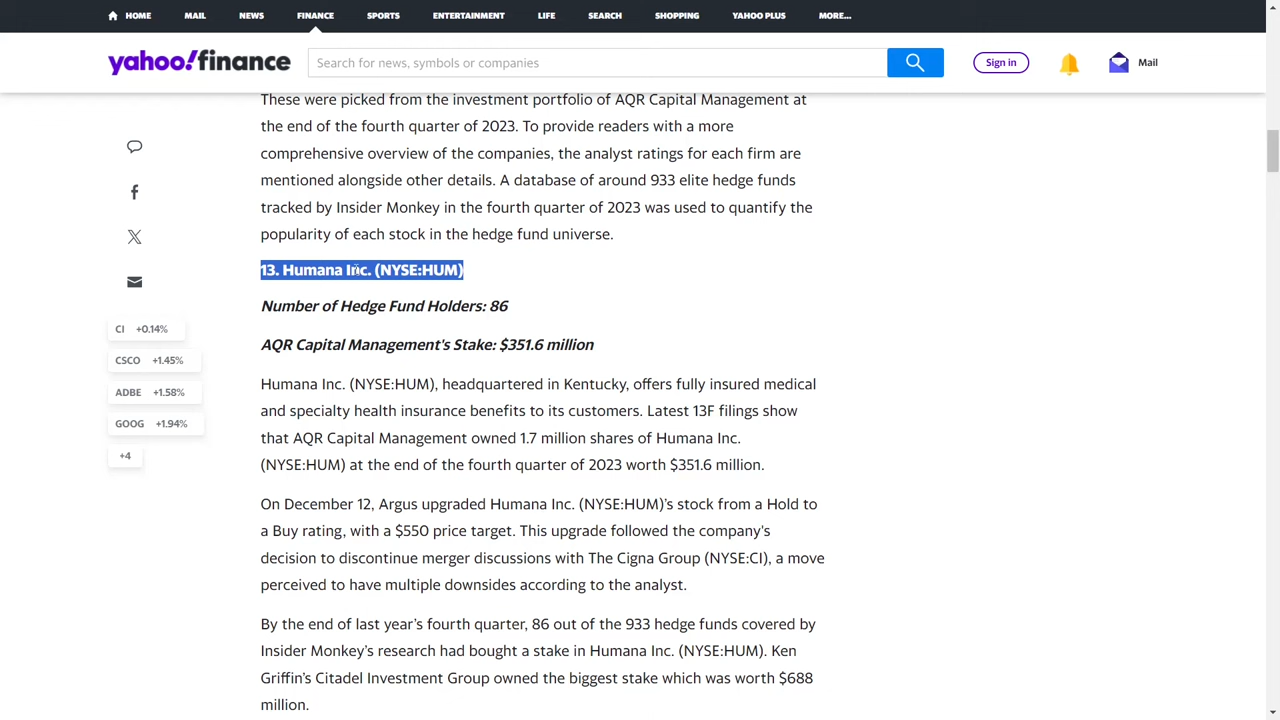 HOME MAIL NEWS FINANCE SPORTS ENTERTAINMENT LIFE SEARCH SHOPPING YAHOO PLUS MORE...
yahoo!finance Search for news, symbols or companies Sign in Mail
These were picked from the investment portfolio of AQR Capital Management at
the end of the fourth quarter of 2023. To provide readers with a more
comprehensive overview of the companies, the analyst ratings for each firm are
mentioned alongside other details. A database of around 933 elite hedge funds
tracked by Insider Monkey in the fourth quarter of 2023 was used to quantify the
popularity of each stock in the hedge fund universe.
13. Humana Inc. (NYSE:HUM)
Number of Hedge Fund Holders: 86
AQR Capital Management's Stake: $351.6 million
Humana Inc. (NYSE:HUM), headquartered in Kentucky, offers fully insured medical
and specialty health insurance benefits to its customers. Latest 13F filings show
that AQR Capital Management owned 1.7 million shares of Humana Inc.
(NYSE:HUM) at the end of the fourth quarter of 2023 worth $351.6 million.
On December 12, Argus upgraded Humana Inc. (NYSE:HUM)’s stock from a Hold to
a Buy rating, with a $550 price target. This upgrade followed the company's
decision to discontinue merger discussions with The Cigna Group (NYSE:CI), a move
perceived to have multiple downsides according to the analyst.
By the end of last year’s fourth quarter, 86 out of the 933 hedge funds covered by
Insider Monkey’s research had bought a stake in Humana Inc. (NYSE:HUM). Ken
Griffin’s Citadel Investment Group owned the biggest stake which was worth $688
million.
CI +0.14%
CSCO +1.45%
ADBE +1.58%
GOOG +1.94%
+4